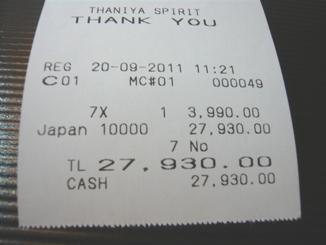 THANIYA SPIRIT
THANK YOU
REG 20-09-2011 11:21
C01 MC#01 000049
7X 1 3,990.00
Japan 10000 27,930.00
7 No
TL 27,930.00
CASH 27,930.00